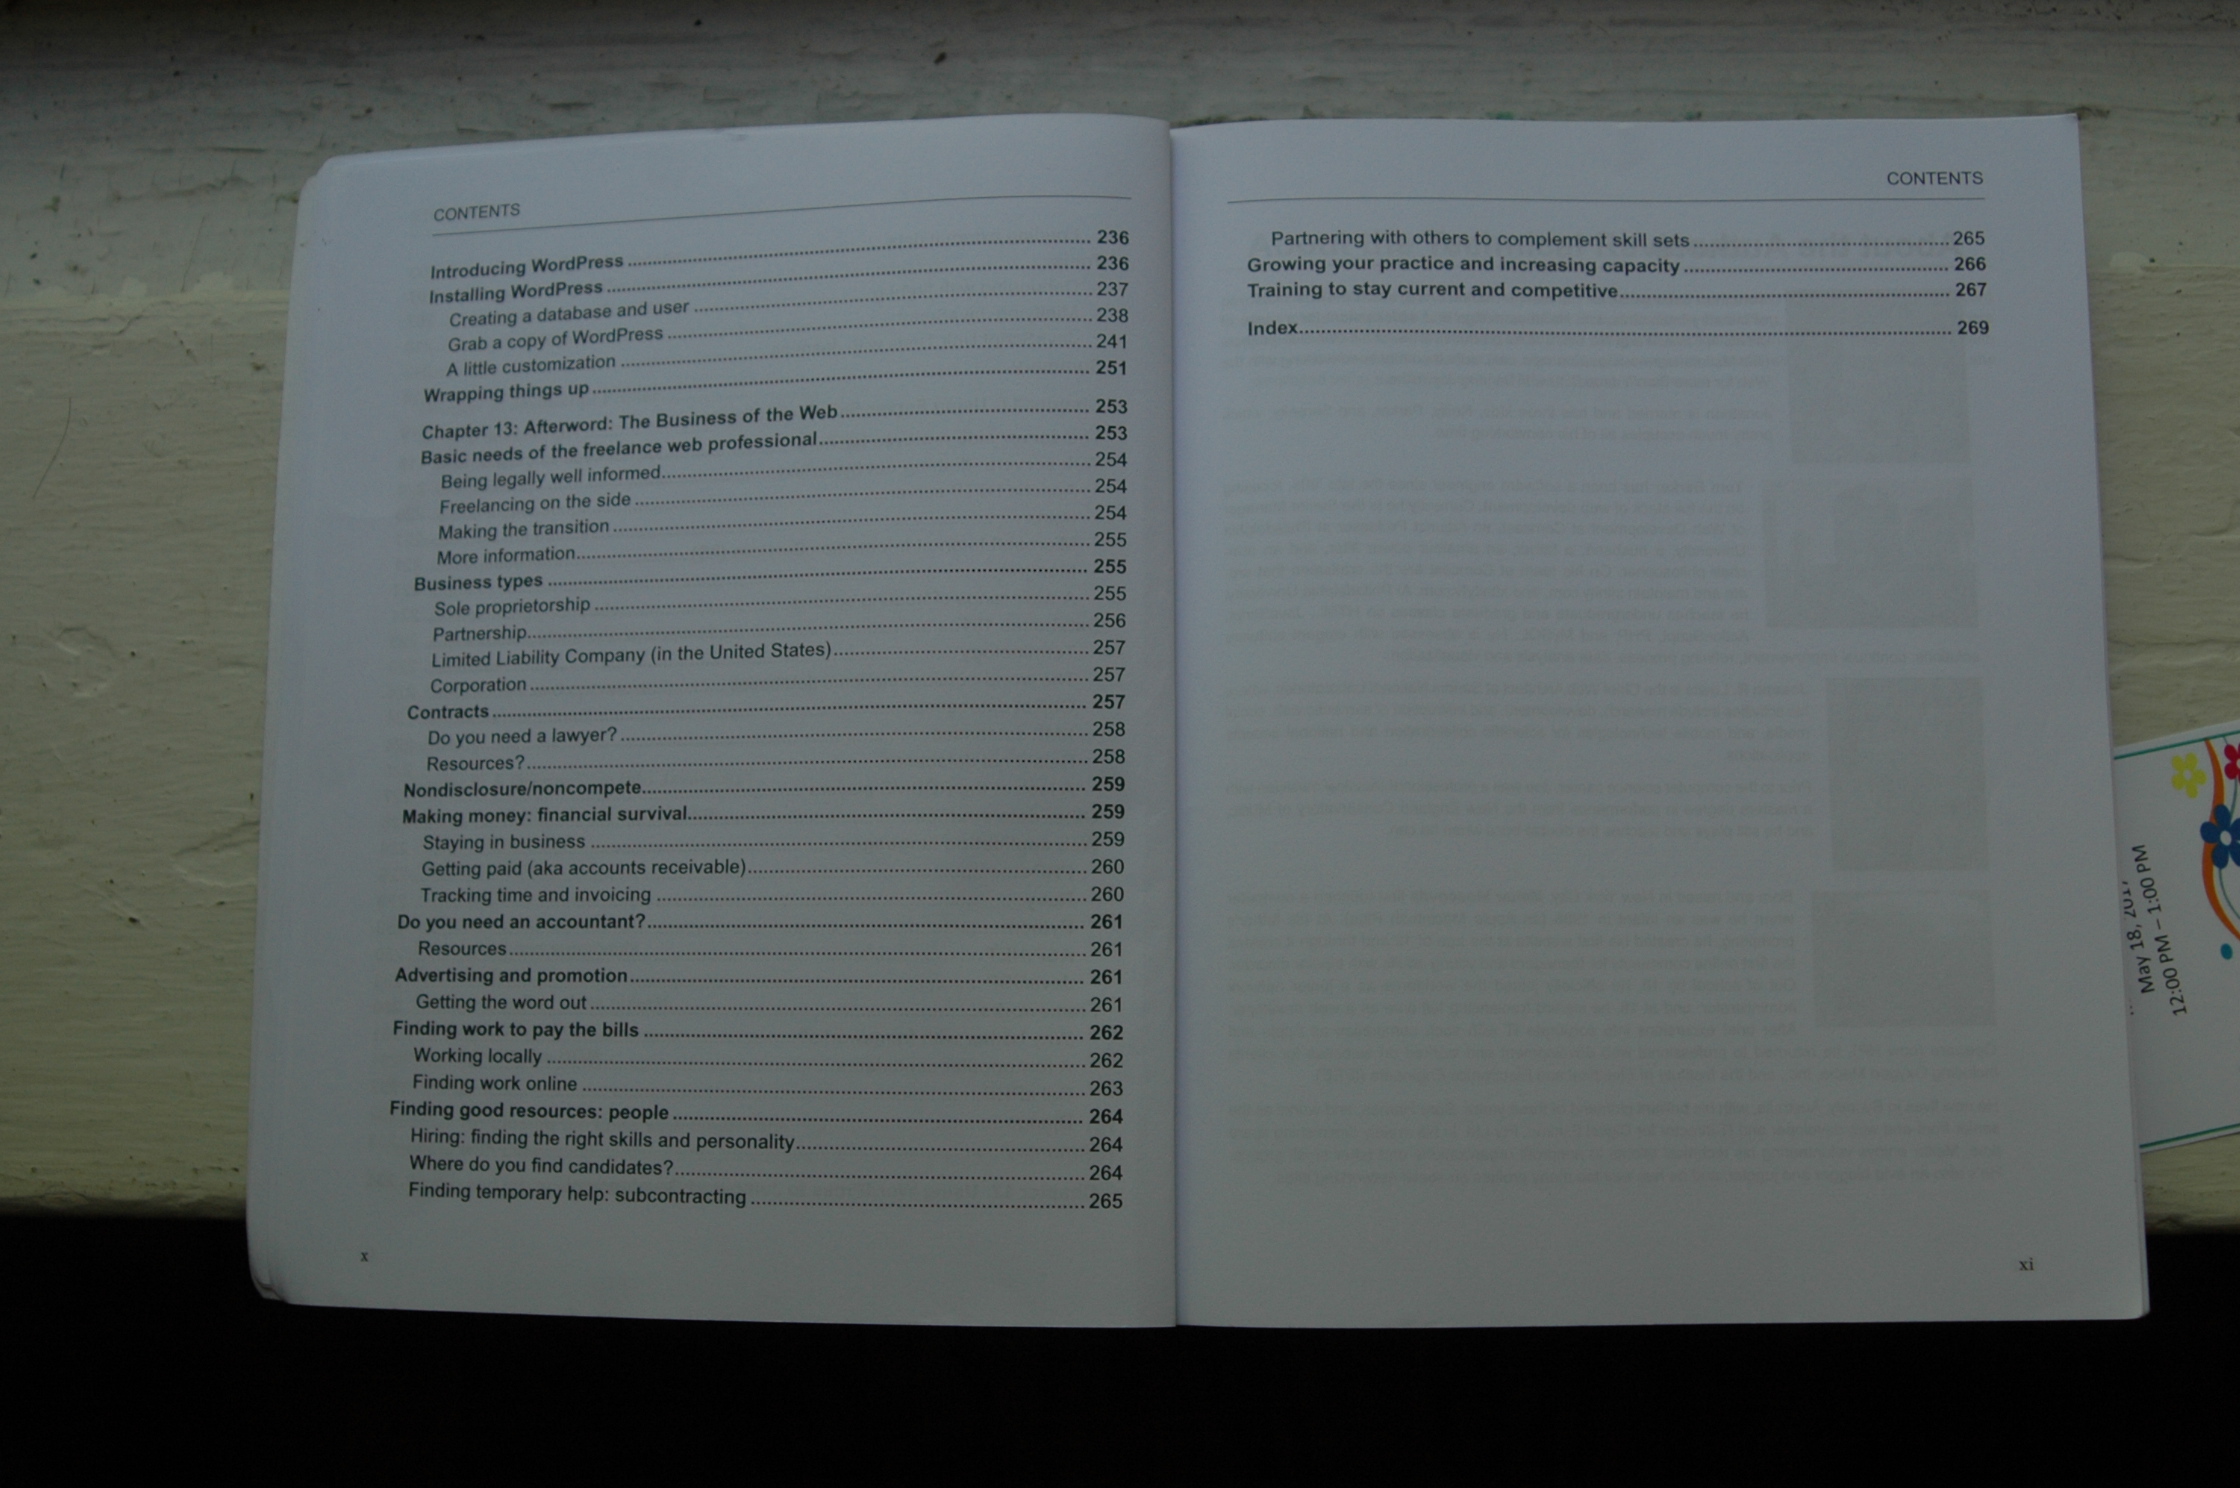 CONTENTS
Introducing WordPress ........ 236
Installing WordPress ........ 236
Creating a database and user ........ 237
Grab a copy of WordPress ........ 238
A little customization ........ 241
Wrapping things up ........ 251
Chapter 13: Afterword: The Business of the Web ........ 253
Basic needs of the freelance web professional ........ 253
Being legally well informed ........ 254
Freelancing on the side ........ 254
Making the transition ........ 254
More information ........ 255
Business types ........ 255
Sole proprietorship ........ 255
Partnership ........ 256
Limited Liability Company (in the United States) ........ 257
Corporation ........ 257
Contracts ........ 257
Do you need a lawyer? ........ 258
Resources? ........ 258
Nondisclosure/noncompete ........ 259
Making money: financial survival ........ 259
Staying in business ........ 259
Getting paid (aka accounts receivable) ........ 260
Tracking time and invoicing ........ 260
Do you need an accountant? ........ 261
Resources ........ 261
Advertising and promotion ........ 261
Getting the word out ........ 261
Finding work to pay the bills ........ 262
Working locally ........ 262
Finding work online ........ 263
Finding good resources: people ........ 264
Hiring: finding the right skills and personality ........ 264
Where do you find candidates? ........ 264
Finding temporary help: subcontracting ........ 265
x
CONTENTS
Partnering with others to complement skill sets ........ 265
Growing your practice and increasing capacity ........ 266
Training to stay current and competitive ........ 267
Index ........ 269
xi
May 18,
12:00 PM – 1:00 PM